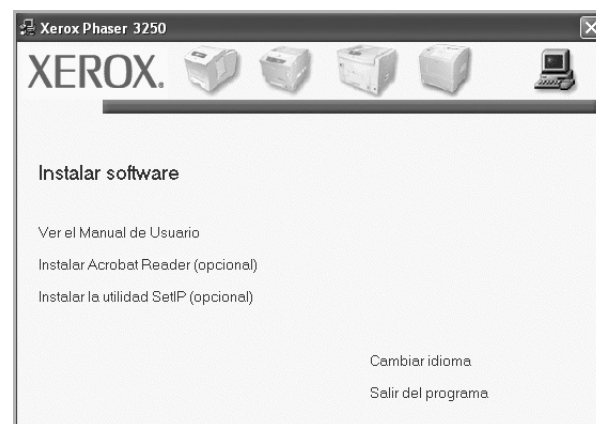 Xerox Phaser 3250
XEROX.
Instalar software
Ver el Manual de Usuario
Instalar Acrobat Reader (opcional)
Instalar la utilidad SetIP (opcional)
Cambiar idioma
Salir del programa